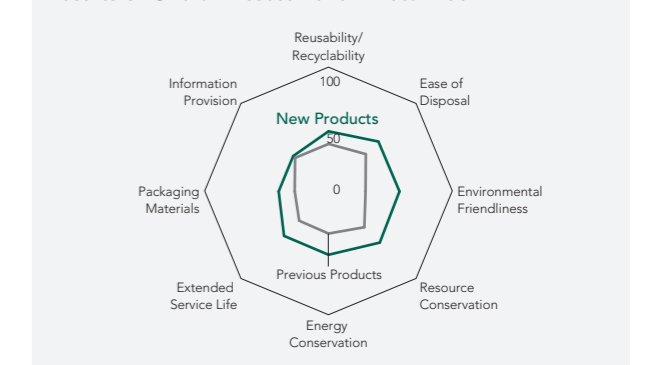 Reusability/
Recyclability
100
Information
Provision
Ease of
Disposal
New Products
50
0
Packaging
Materials
Environmental
Friendliness
Previous Products
Extended
Service Life
Resource
Conservation
Energy
Conservation